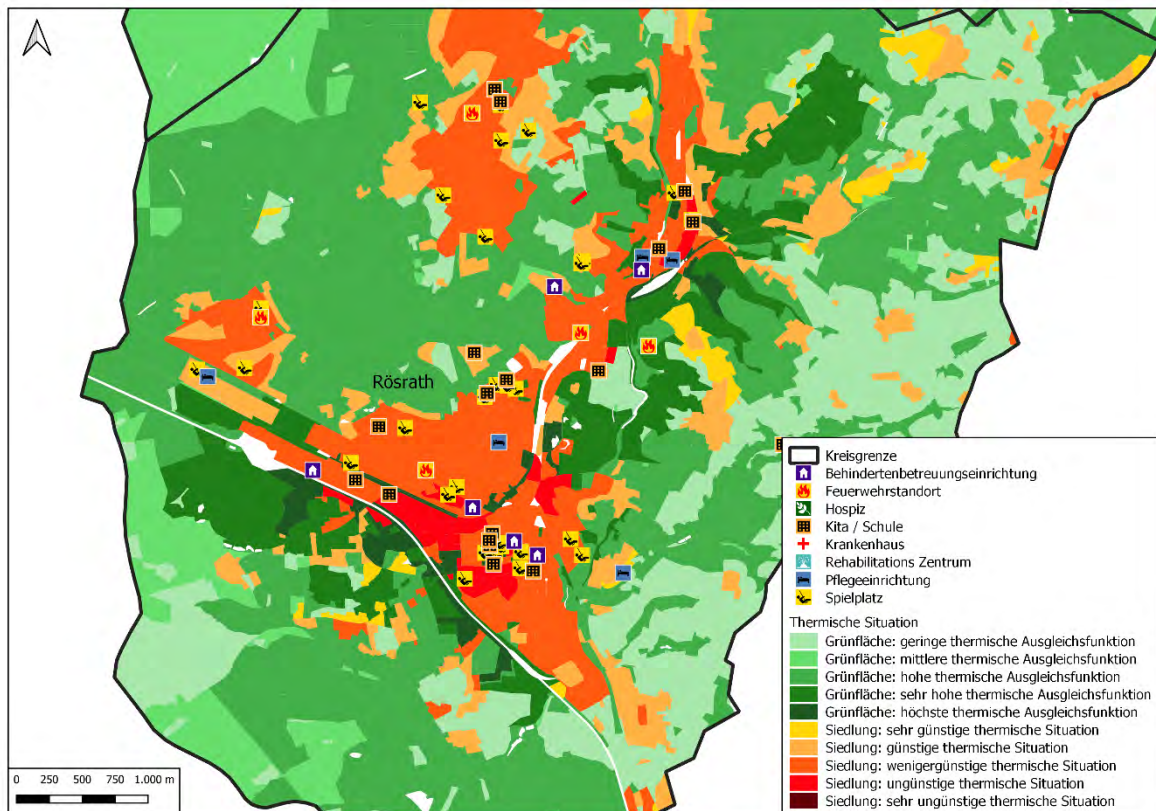 Rösrath
Kreisgrenze
Behindertenbetreuungseinrichtung
Feuerwehrstandort
Hospiz
Kita / Schule
Krankenhaus
Rehabilitations Zentrum
Pflegeeinrichtung
Spielplatz
Thermische Situation
Grünfläche: geringe thermische Ausgleichsfunktion
Grünfläche: mittlere thermische Ausgleichsfunktion
Grünfläche: hohe thermische Ausgleichsfunktion
Grünfläche: sehr hohe thermische Ausgleichsfunktion
Grünfläche: höchste thermische Ausgleichsfunktion
Siedlung: sehr günstige thermische Situation
Siedlung: günstige thermische Situation
Siedlung: wenigergünstige thermische Situation
Siedlung: ungünstige thermische Situation
Siedlung: sehr ungünstige thermische Situation
0 250 500 750 1.000 m